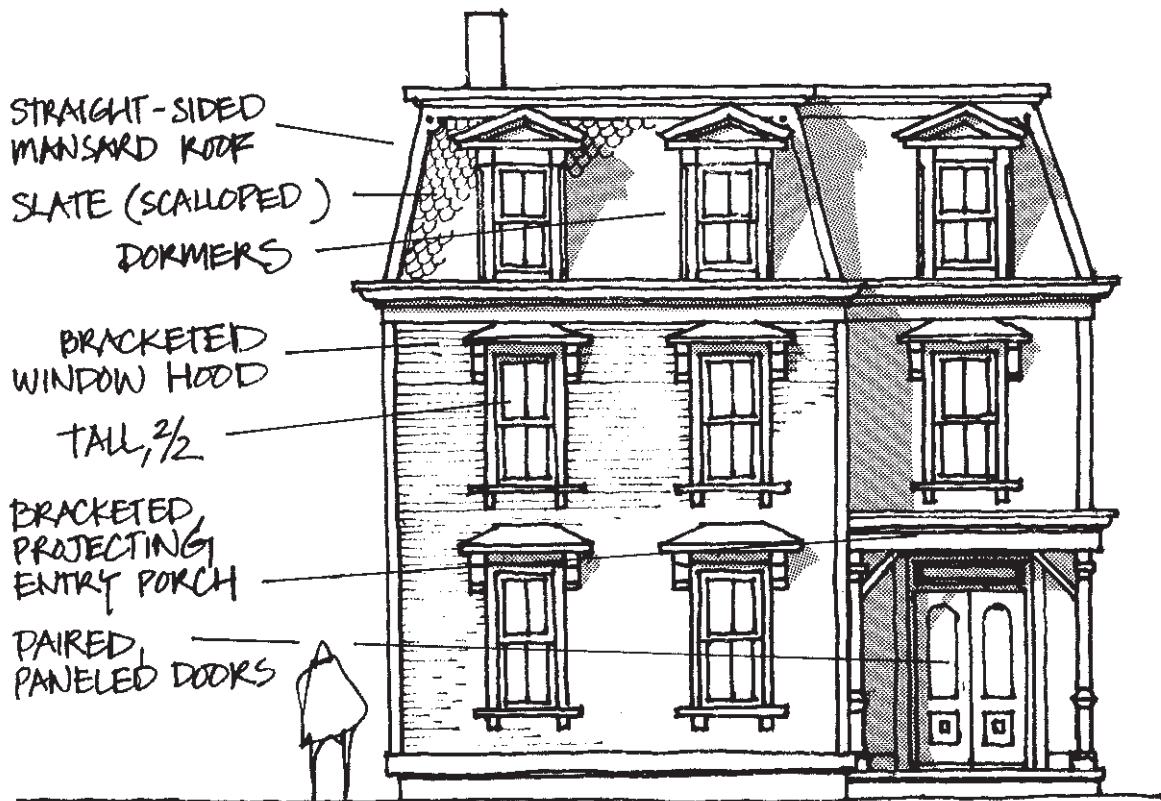 STRAIGHT-SIDED
MANSARD ROOF
SLATE (SCALLOPED)
DORMERS
BRACKETED
WINDOW HOOD
TALL, 2/2
BRACKETED,
PROJECTING
ENTRY PORCH
PAIRED,
PANELED DOORS